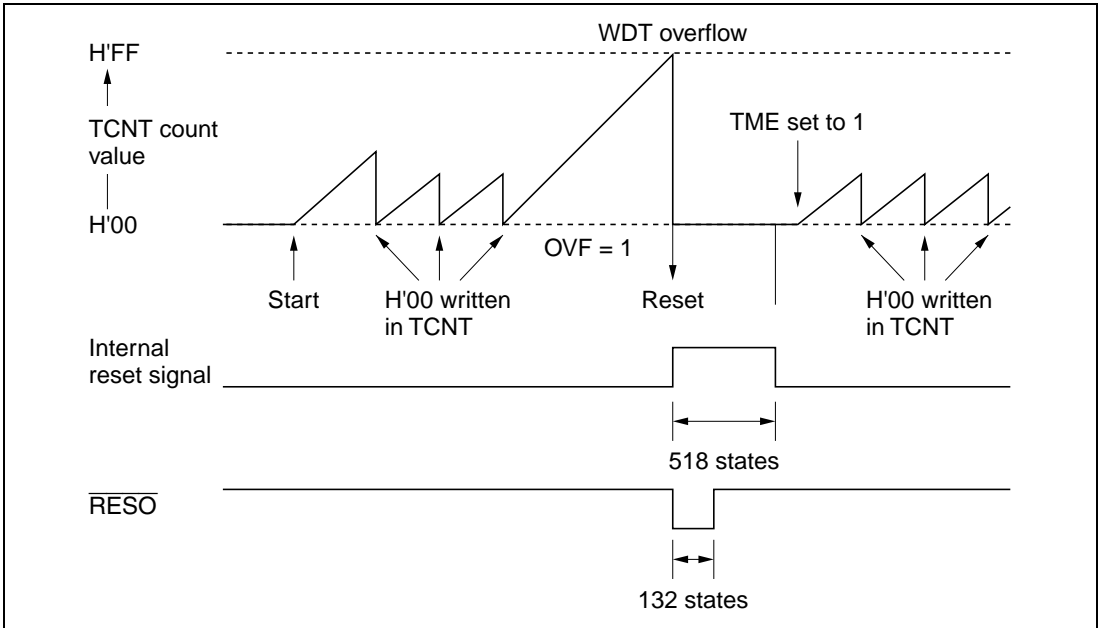 WDT overflow
H'FF
TCNT count
value
TME set to 1
H'00
OVF = 1
Start
H'00 written
in TCNT
Reset
H'00 written
in TCNT
Internal
reset signal
518 states
RESO
132 states